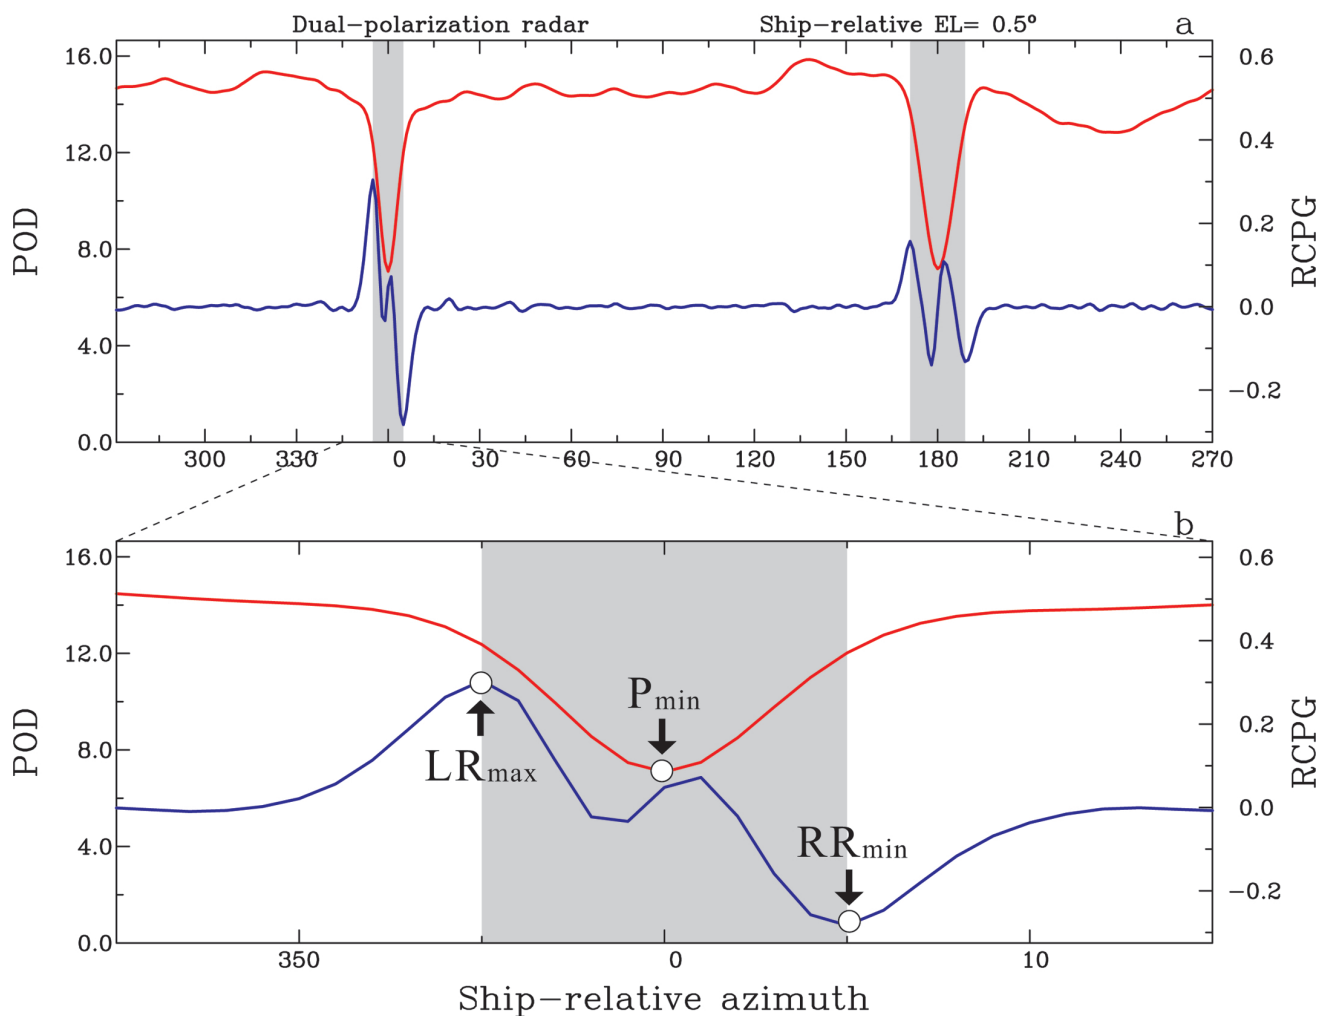 Dual-polarization radar Ship-relative EL= 0.5° a
16.0 0.6
12.0 0.4
8.0 0.2
4.0 0.0
0.0 -0.2
POD RCPG
300 330 0 30 60 90 120 150 180 210 240 270
b
16.0 0.6
12.0 0.4
8.0 0.2
4.0 0.0
0.0 -0.2
POD RCPG
Pmin
LRmax
RRmin
350 0 10
Ship-relative azimuth